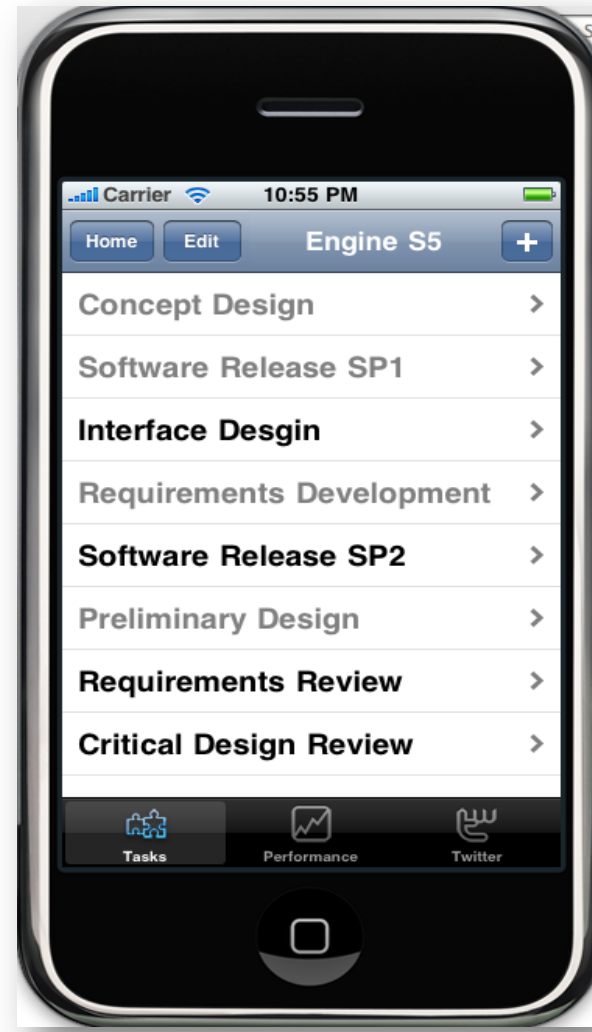 S
Carrier 10:55 PM
Home Edit Engine S5 +
Concept Design
Software Release SP1
Interface Desgin
Requirements Development
Software Release SP2
Preliminary Design
Requirements Review
Critical Design Review
Tasks Performance Twitter